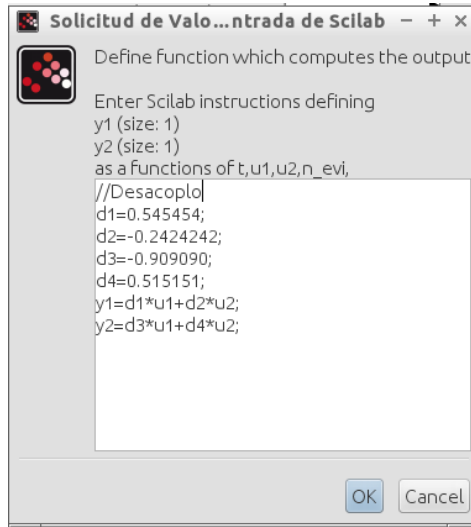 Solicitud de Valo...ntrada de Scilab
Define function which computes the output
Enter Scilab instructions defining
y1 (size: 1)
y2 (size: 1)
as a functions of t,u1,u2,n_evi,
//Desacoplo
d1=0.545454;
d2=-0.2424242;
d3=-0.909090;
d4=0.515151;
y1=d1*u1+d2*u2;
y2=d3*u1+d4*u2;
OK Cancel